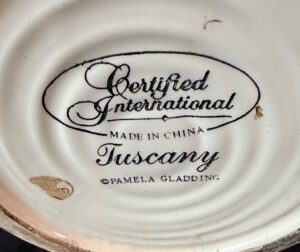 Certified
International
MADE IN CHINA
Tuscany
©PAMELA GLADDING